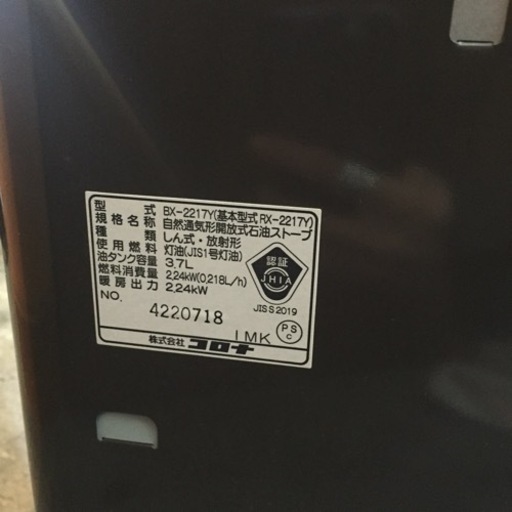 型式 BX-2217Y(基本型式RX-2217Y)
規格名称 自然通気形開放式石油ストーブ
種類 しん式・放射形
使用燃料 灯油(JIS1号灯油)
油タンク容量 3.7L
燃料消費量 2.24kW(0.218L/h)
暖房出力 2.24kW
NO. 4220718
認証
JHIA
JIS S 2019
1MK PSC
株式会社 コロナ